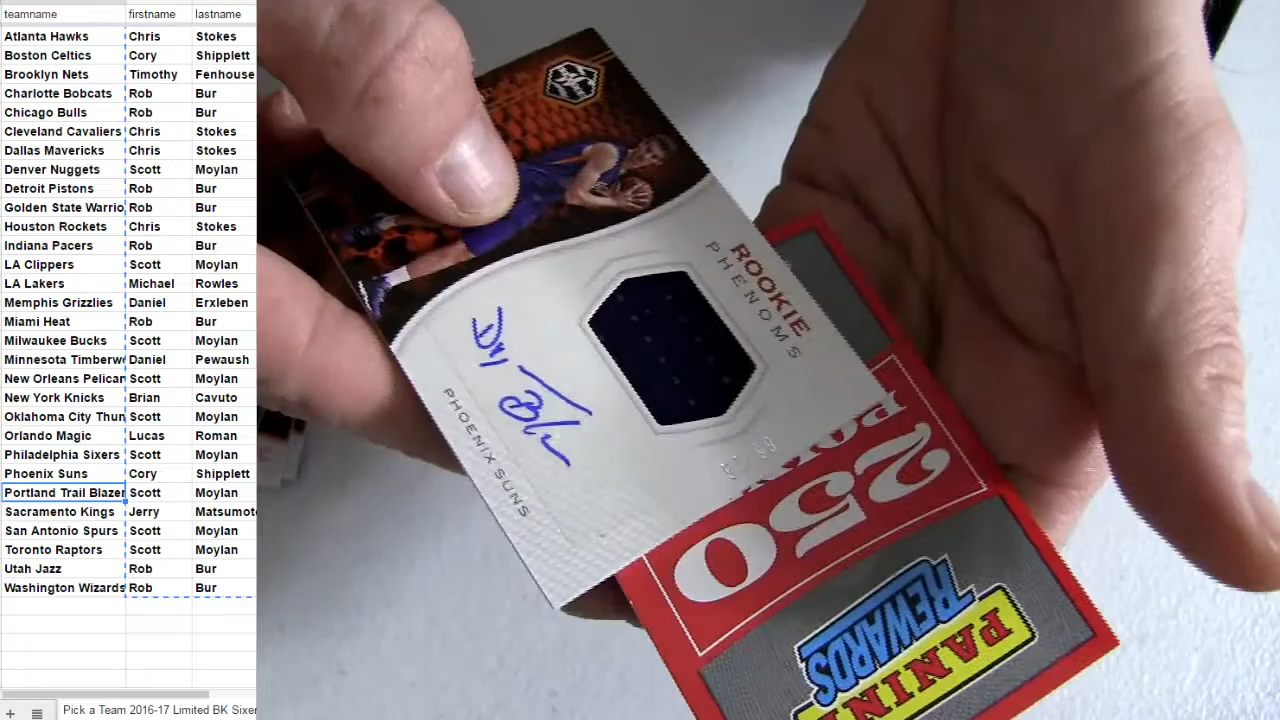 teamname firstname lastname
Atlanta Hawks Chris Stokes
Boston Celtics Cory Shipplett
Brooklyn Nets Timothy Fenhouse
Charlotte Bobcats Rob Bur
Chicago Bulls Rob Bur
Cleveland Cavaliers Chris Stokes
Dallas Mavericks Chris Stokes
Denver Nuggets Scott Moylan
Detroit Pistons Rob Bur
Golden State Warrio Rob Bur
Houston Rockets Chris Stokes
Indiana Pacers Rob Bur
LA Clippers Scott Moylan
LA Lakers Michael Rowles
Memphis Grizzlies Daniel Erxleben
Miami Heat Rob Bur
Milwaukee Bucks Scott Moylan
Minnesota Timberw Daniel Pewaush
New Orleans Pelicar Scott Moylan
New York Knicks Brian Cavuto
Oklahoma City Thun Scott Moylan
Orlando Magic Lucas Roman
Philadelphia Sixers Scott Moylan
Phoenix Suns Cory Shipplett
Portland Trail Blazer Scott Moylan
Sacramento Kings Jerry Matsumot
San Antonio Spurs Scott Moylan
Toronto Raptors Scott Moylan
Utah Jazz Rob Bur
Washington Wizards Rob Bur
Pick a Team 2016-17 Limited BK Sixer
ROOKIE
PHENOMS
PHOENIX SUNS
250
PANINI
REWARDS